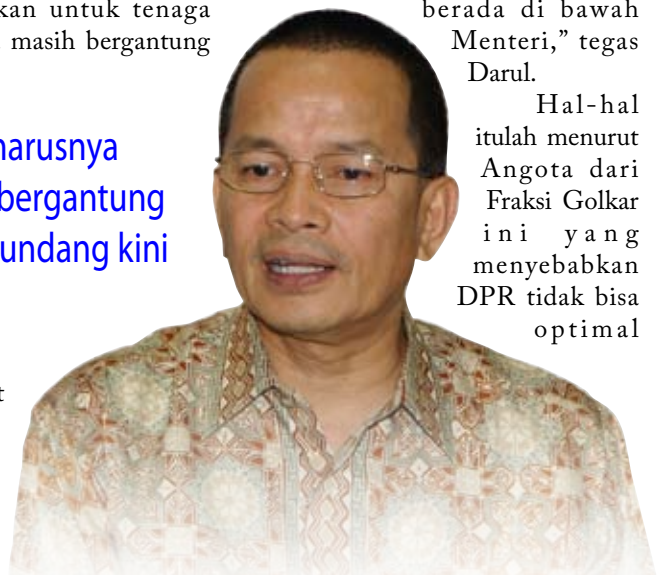 kan untuk tenaga
masih bergantung
harusnya
bergantung
undang kini
t
berada di bawah
Menteri,” tegas
Darul.
Hal-hal
itulah menurut
Angota dari
Fraksi Golkar
ini yang
menyebabkan
DPR tidak bisa
optimal